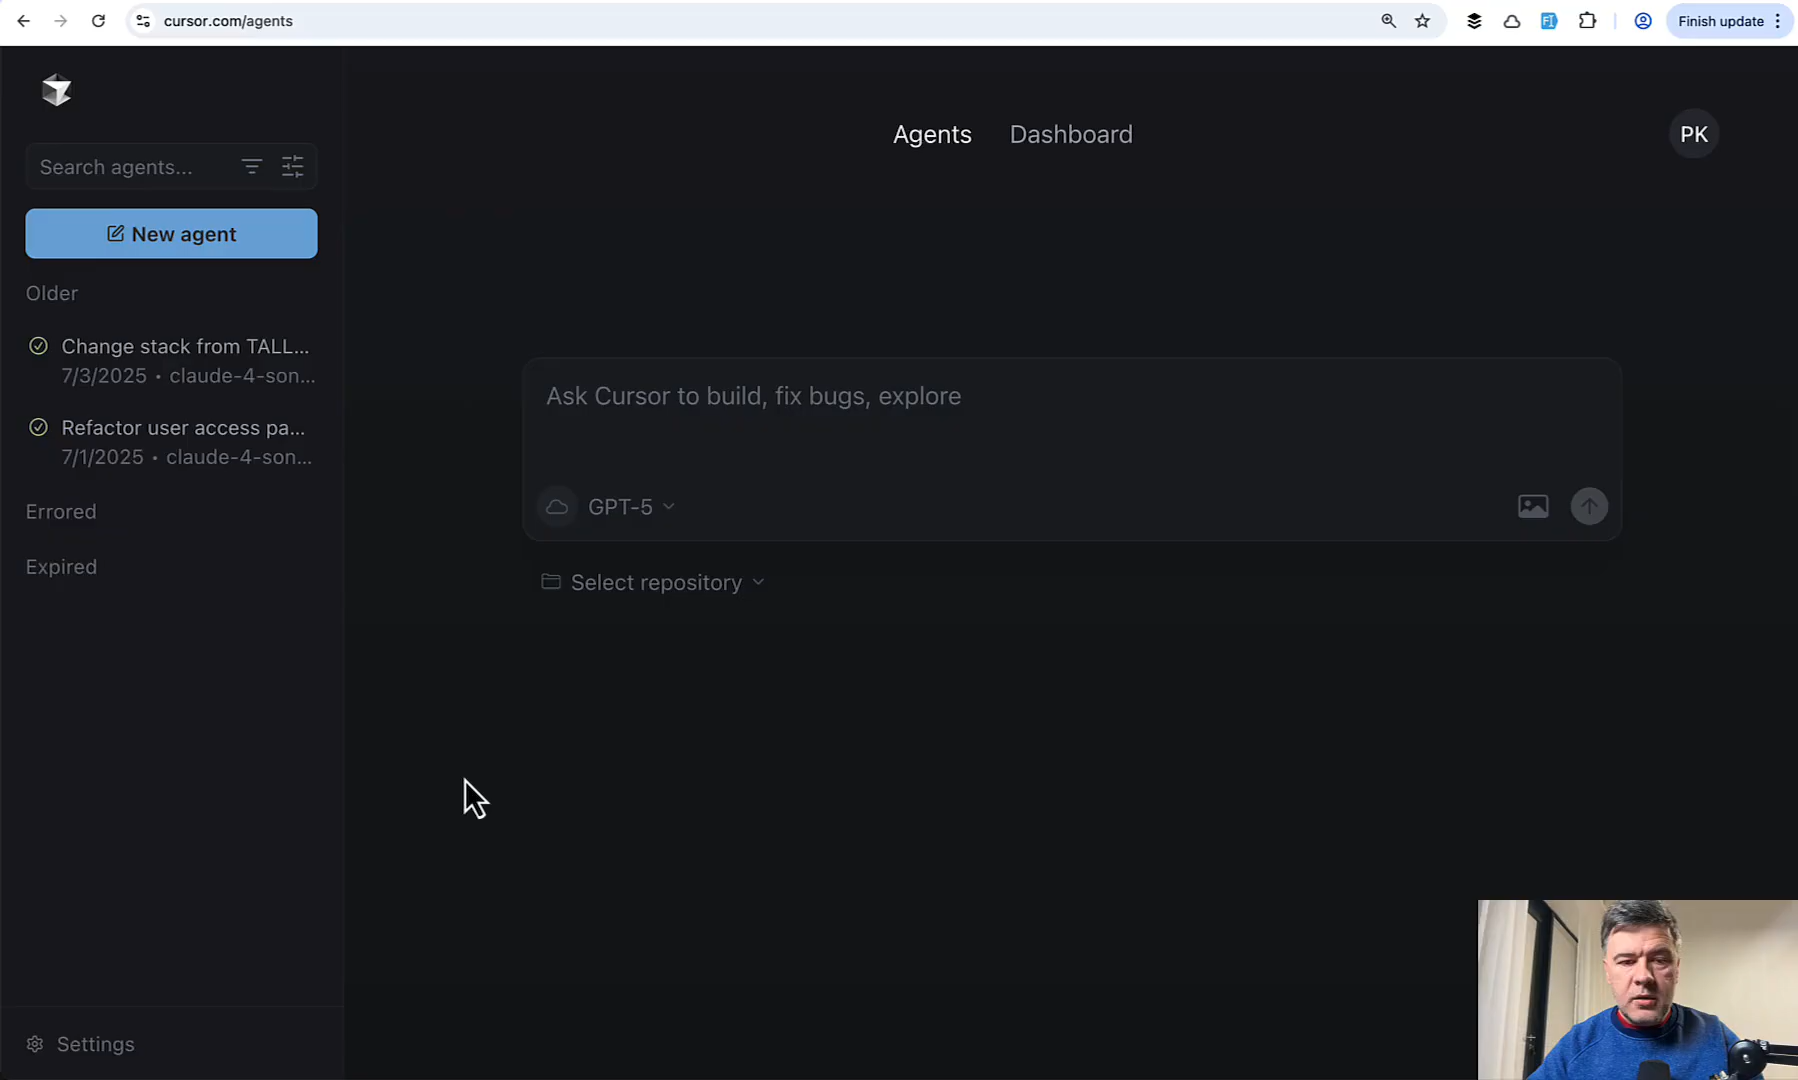 cursor.com/agents
Finish update
Agents
Dashboard
PK
Search agents...
New agent
Older
Change stack from TALL...
7/3/2025 • claude-4-son...
Refactor user access pa...
7/1/2025 • claude-4-son...
Errored
Expired
Ask Cursor to build, fix bugs, explore
GPT-5
Select repository
Settings